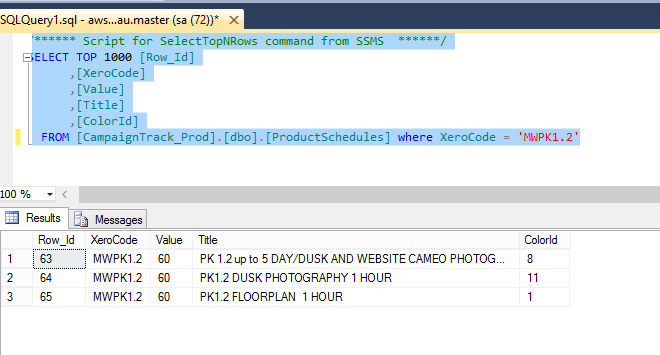 SQLQuery1.sql - aws...au.master (sa (72))*
****** Script for SelectTopNRows command from SSMS ******/
SELECT TOP 1000 [Row_Id]
,[XeroCode]
,[Value]
,[Title]
,[ColorId]
FROM [CampaignTrack_Prod].[dbo].[ProductSchedules] where XeroCode = 'MWPK1.2'
100 %
Results Messages
Row_Id XeroCode Value Title ColorId
1 63 MWPK1.2 60 PK 1.2 up to 5 DAY/DUSK AND WEBSITE CAMEO PHOTOG... 8
2 64 MWPK1.2 60 PK1.2 DUSK PHOTOGRAPHY 1 HOUR 11
3 65 MWPK1.2 60 PK1.2 FLOORPLAN 1 HOUR 1